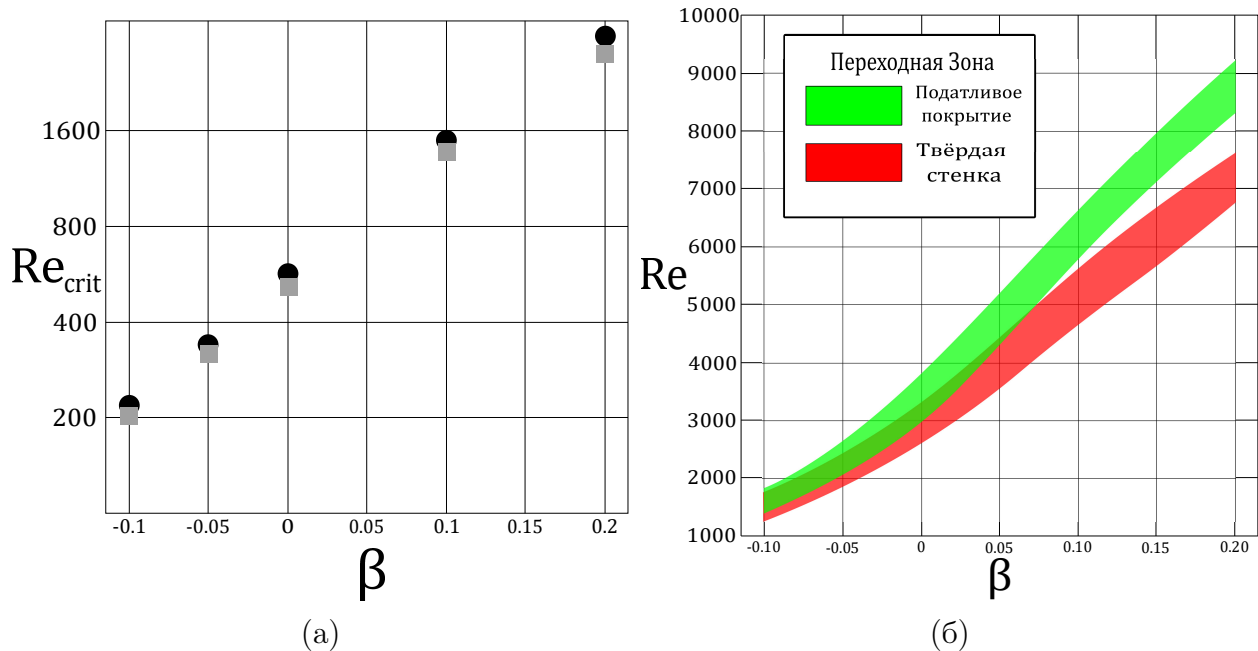 1600
800
400
200
Re_crit
-0.1
-0.05
0
0.05
0.1
0.15
0.2
β
(а)
10000
9000
8000
7000
6000
5000
4000
3000
2000
1000
Re
Переходная Зона
Податливое
покрытие
Твёрдая
стенка
-0.10
-0.05
0
0.05
0.10
0.15
0.20
β
(б)